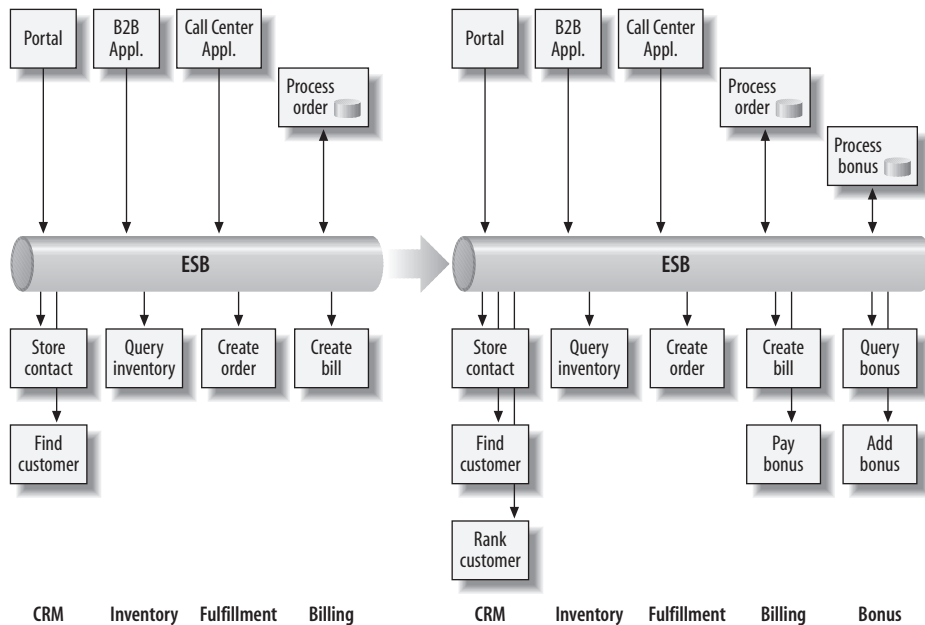 Portal
B2B
Appl.
Call Center
Appl.
Process
order
ESB
Store
contact
Query
inventory
Create
order
Create
bill
Find
customer
CRM
Inventory
Fulfillment
Billing
Portal
B2B
Appl.
Call Center
Appl.
Process
order
Process
bonus
ESB
Store
contact
Query
inventory
Create
order
Create
bill
Query
bonus
Find
customer
Pay
bonus
Add
bonus
Rank
customer
CRM
Inventory
Fulfillment
Billing
Bonus